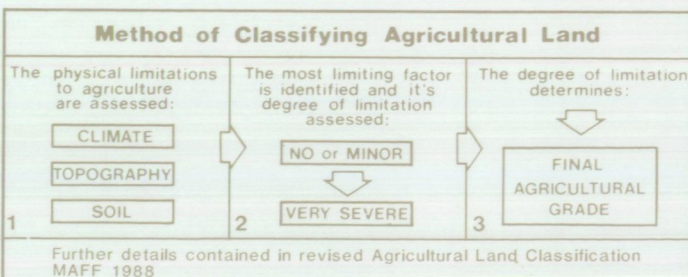 Method of Classifying Agricultural Land
The physical limitations
to agriculture
are assessed:
CLIMATE
TOPOGRAPHY
SOIL
1
The most limiting factor
is identified and it's
degree of limitation
assessed:
NO or MINOR
VERY SEVERE
2
The degree of limitation
determines:
FINAL
AGRICULTURAL
GRADE
3
Further details contained in revised Agricultural Land Classification
MAFF 1988